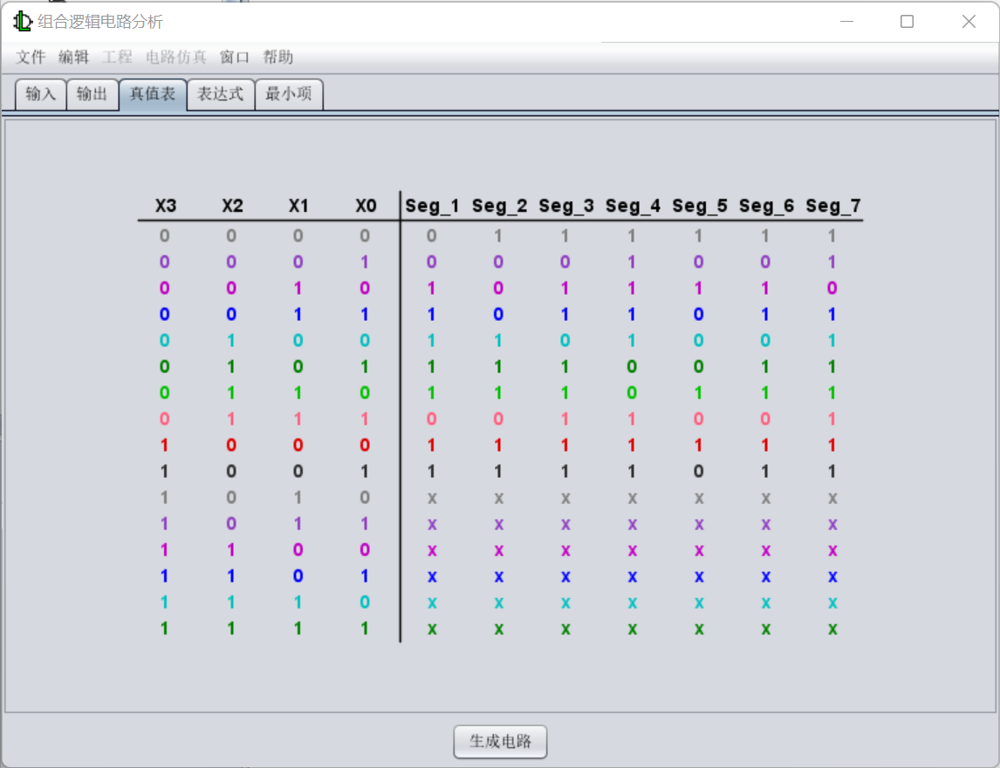 组合逻辑电路分析
文件 编辑 工程 电路仿真 窗口 帮助
输入 输出 真值表 表达式 最小项
X3 X2 X1 X0 Seg_1 Seg_2 Seg_3 Seg_4 Seg_5 Seg_6 Seg_7
0 0 0 0 0 1 1 1 1 1 1
0 0 0 1 0 0 0 1 0 0 1
0 0 1 0 1 0 1 1 1 1 0
0 0 1 1 1 0 1 1 0 1 1
0 1 0 0 1 1 0 1 0 0 1
0 1 0 1 1 1 1 0 0 1 1
0 1 1 0 1 1 1 0 1 1 1
0 1 1 1 0 0 1 1 0 0 1
1 0 0 0 1 1 1 1 1 1 1
1 0 0 1 1 1 1 1 0 1 1
1 0 1 0 x x x x x x x
1 0 1 1 x x x x x x x
1 1 0 0 x x x x x x x
1 1 0 1 x x x x x x x
1 1 1 0 x x x x x x x
1 1 1 1 x x x x x x x
生成电路